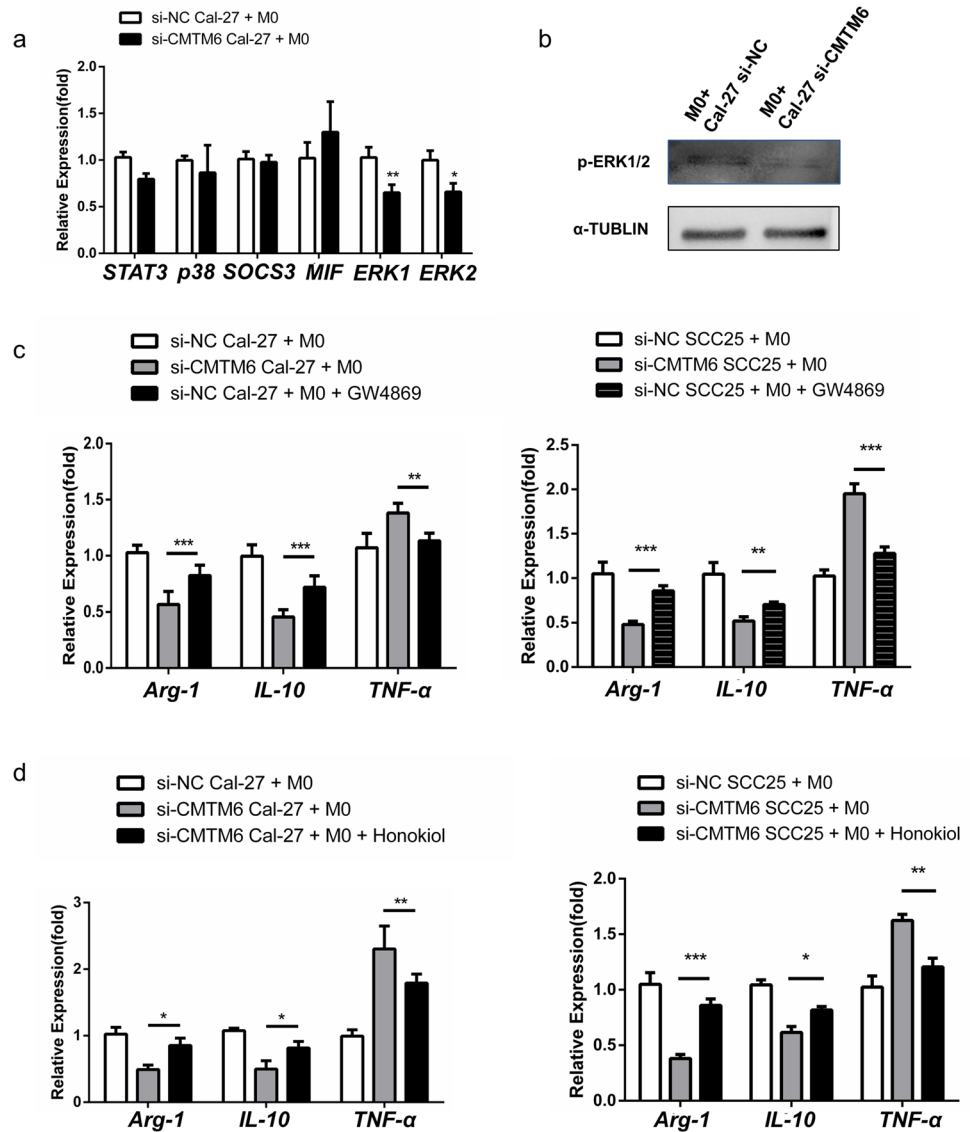 a
si-NC Cal-27 + M0
si-CMTM6 Cal-27 + M0
Relative Expression(fold)
2.0
1.5
1.0
0.5
0.0
** *
STAT3 p38 SOCS3 MIF ERK1 ERK2
b
M0+
Cal-27 si-NC
M0+
Cal-27 si-CMTM6
p-ERK1/2
α-TUBLIN
c
si-NC Cal-27 + M0
si-CMTM6 Cal-27 + M0
si-NC Cal-27 + M0 + GW4869
Relative Expression(fold)
2.0
1.5
1.0
0.5
0.0
*** *** **
Arg-1 IL-10 TNF-α
si-NC SCC25 + M0
si-CMTM6 SCC25 + M0
si-NC SCC25 + M0 + GW4869
Relative Expression(fold)
2.5
2.0
1.5
1.0
0.5
0.0
*** ** ***
Arg-1 IL-10 TNF-α
d
si-NC Cal-27 + M0
si-CMTM6 Cal-27 + M0
si-CMTM6 Cal-27 + M0 + Honokiol
Relative Expression(fold)
3
2
1
0
* * **
Arg-1 IL-10 TNF-α
si-NC SCC25 + M0
si-CMTM6 SCC25 + M0
si-CMTM6 SCC25 + M0 + Honokiol
Relative Expression(fold)
2.0
1.5
1.0
0.5
0.0
*** * **
Arg-1 IL-10 TNF-α